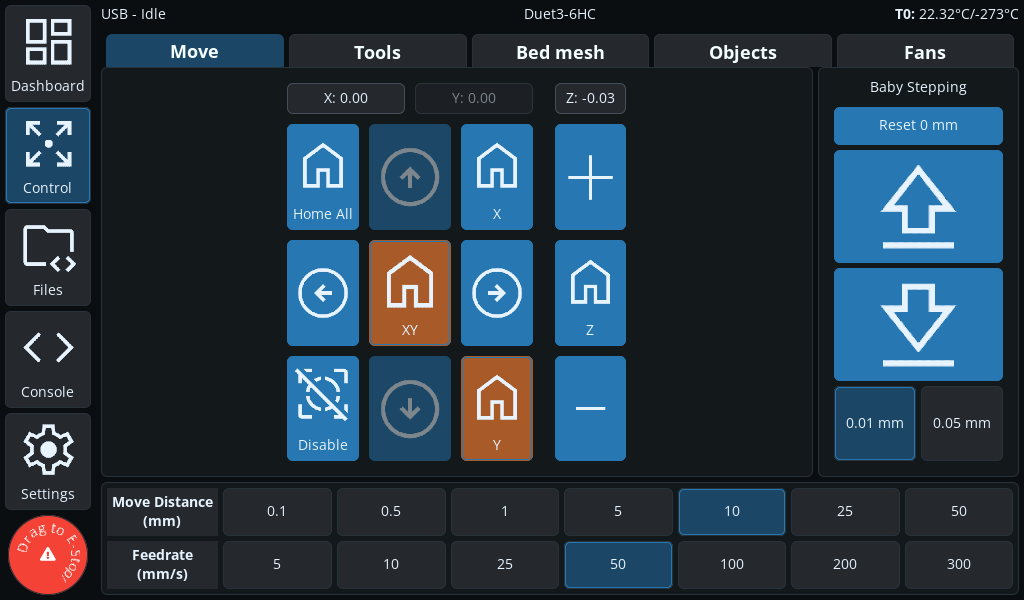 USB - Idle
Duet3-6HC
T0: 22.32°C/-273°C
Dashboard
Control
Files
Console
Settings
Drag to E-Stop!
Move
Tools
Bed mesh
Objects
Fans
X: 0.00
Y: 0.00
Z: -0.03
Home All
X
XY
Z
Disable
Y
Baby Stepping
Reset 0 mm
0.01 mm
0.05 mm
Move Distance
(mm)
0.1
0.5
1
5
10
25
50
Feedrate
(mm/s)
5
10
25
50
100
200
300